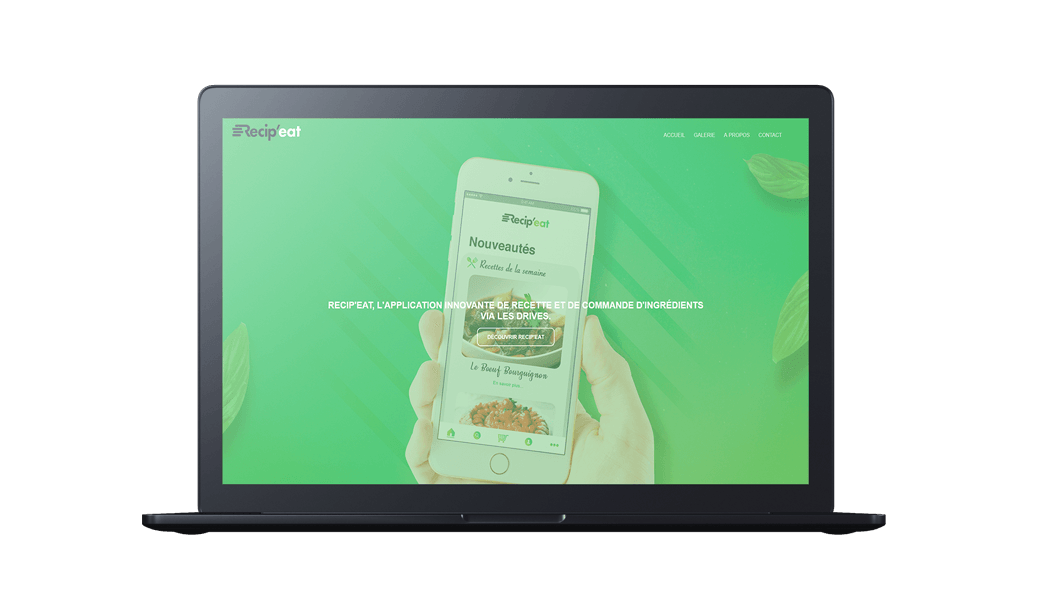 Recip'eat
ACCUEIL GALERIE A PROPOS CONTACT
Recip'eat
Nouveautés
Recettes de la semaine
RECIP'EAT, L'APPLICATION INNOVANTE DE RECETTE ET DE COMMANDE D'INGRÉDIENTS
VIA LES DRIVES.
DECOUVRIR RECIP'EAT
Le Bœuf Bourguignon
En savoir plus...